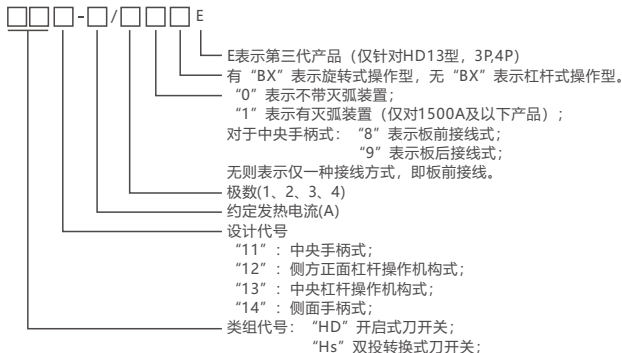 □□□-□/□□□E
E表示第三代产品（仅针对HD13型，3P,4P）
有“BX”表示旋转式操作型，无“BX”表示杠杆式操作型。
“0”表示不带灭弧装置；
“1”表示有灭弧装置（仅对1500A及以下产品）；
对于中央手柄式：“8”表示板前接线式；
“9”表示板后接线式；
无则表示仅一种接线方式，即板前接线。
极数(1、2、3、4)
约定发热电流(A)
设计代号
“11”：中央手柄式；
“12”：侧方正面杠杆操作机构式；
“13”：中央杠杆操作机构式；
“14”：侧面手柄式；
类组代号：“HD”开启式刀开关；
“Hs”双投转换式刀开关；